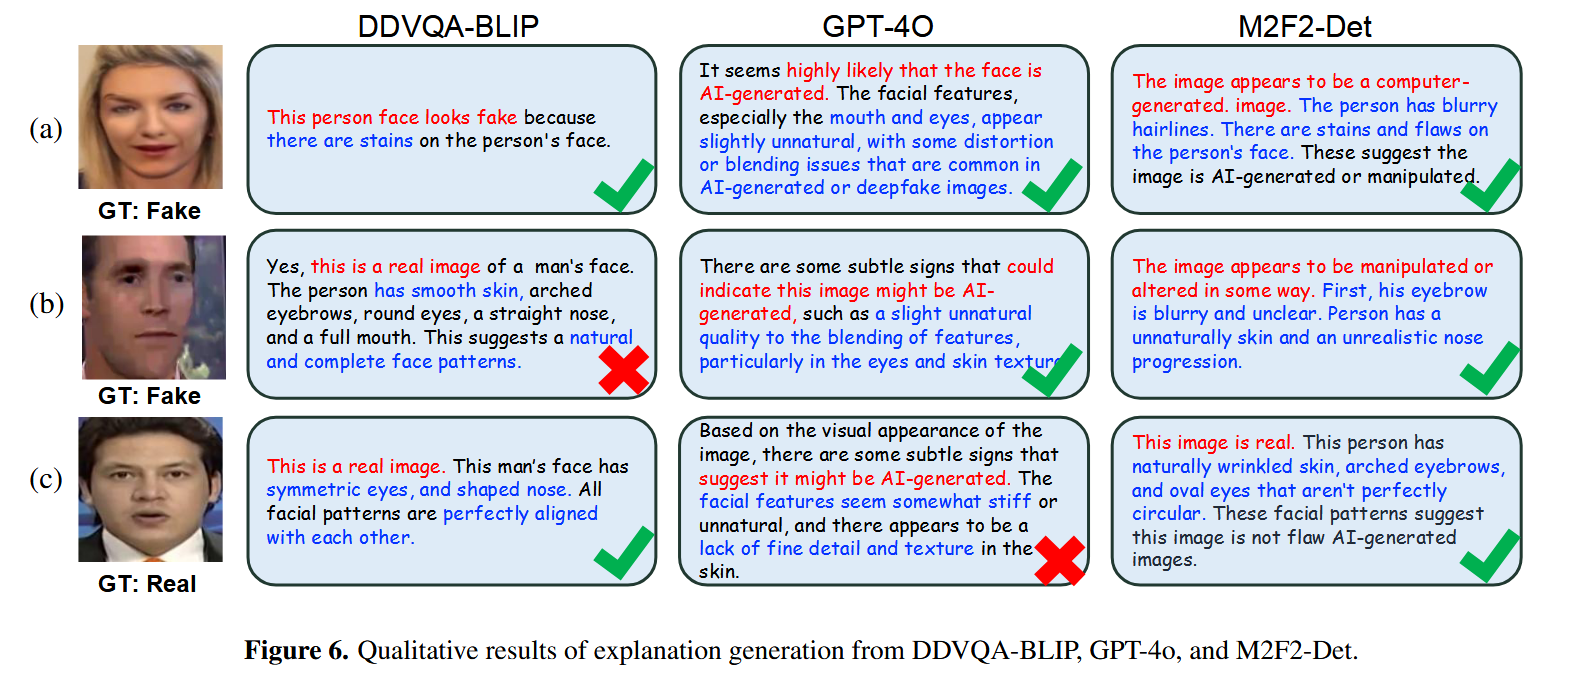 DDVQA-BLIP
GPT-4O
M2F2-Det
(a)
GT: Fake
This person face looks fake because
there are stains on the person's face.
It seems highly likely that the face is
AI-generated. The facial features,
especially the mouth and eyes, appear
slightly unnatural, with some distortion
or blending issues that are common in
AI-generated or deepfake images.
The image appears to be a computer-
generated. image. The person has blurry
hairlines. There are stains and flaws on
the person's face. These suggest the
image is AI-generated or manipulated.
(b)
GT: Fake
Yes, this is a real image of a man's face.
The person has smooth skin, arched
eyebrows, round eyes, a straight nose,
and a full mouth. This suggests a natural
and complete face patterns.
There are some subtle signs that could
indicate this image might be AI-
generated, such as a slight unnatural
quality to the blending of features,
particularly in the eyes and skin texture
The image appears to be manipulated or
altered in some way. First, his eyebrow
is blurry and unclear. Person has a
unnaturally skin and an unrealistic nose
progression.
(c)
GT: Real
This is a real image. This man's face has
symmetric eyes, and shaped nose. All
facial patterns are perfectly aligned
with each other.
Based on the visual appearance of the
image, there are some subtle signs that
suggest it might be AI-generated. The
facial features seem somewhat stiff or
unnatural, and there appears to be a
lack of fine detail and texture in the
skin.
This image is real. This person has
naturally wrinkled skin, arched eyebrows,
and oval eyes that aren't perfectly
circular. These facial patterns suggest
this image is not flaw AI-generated
images.
Figure 6. Qualitative results of explanation generation from DDVQA-BLIP, GPT-4o, and M2F2-Det.